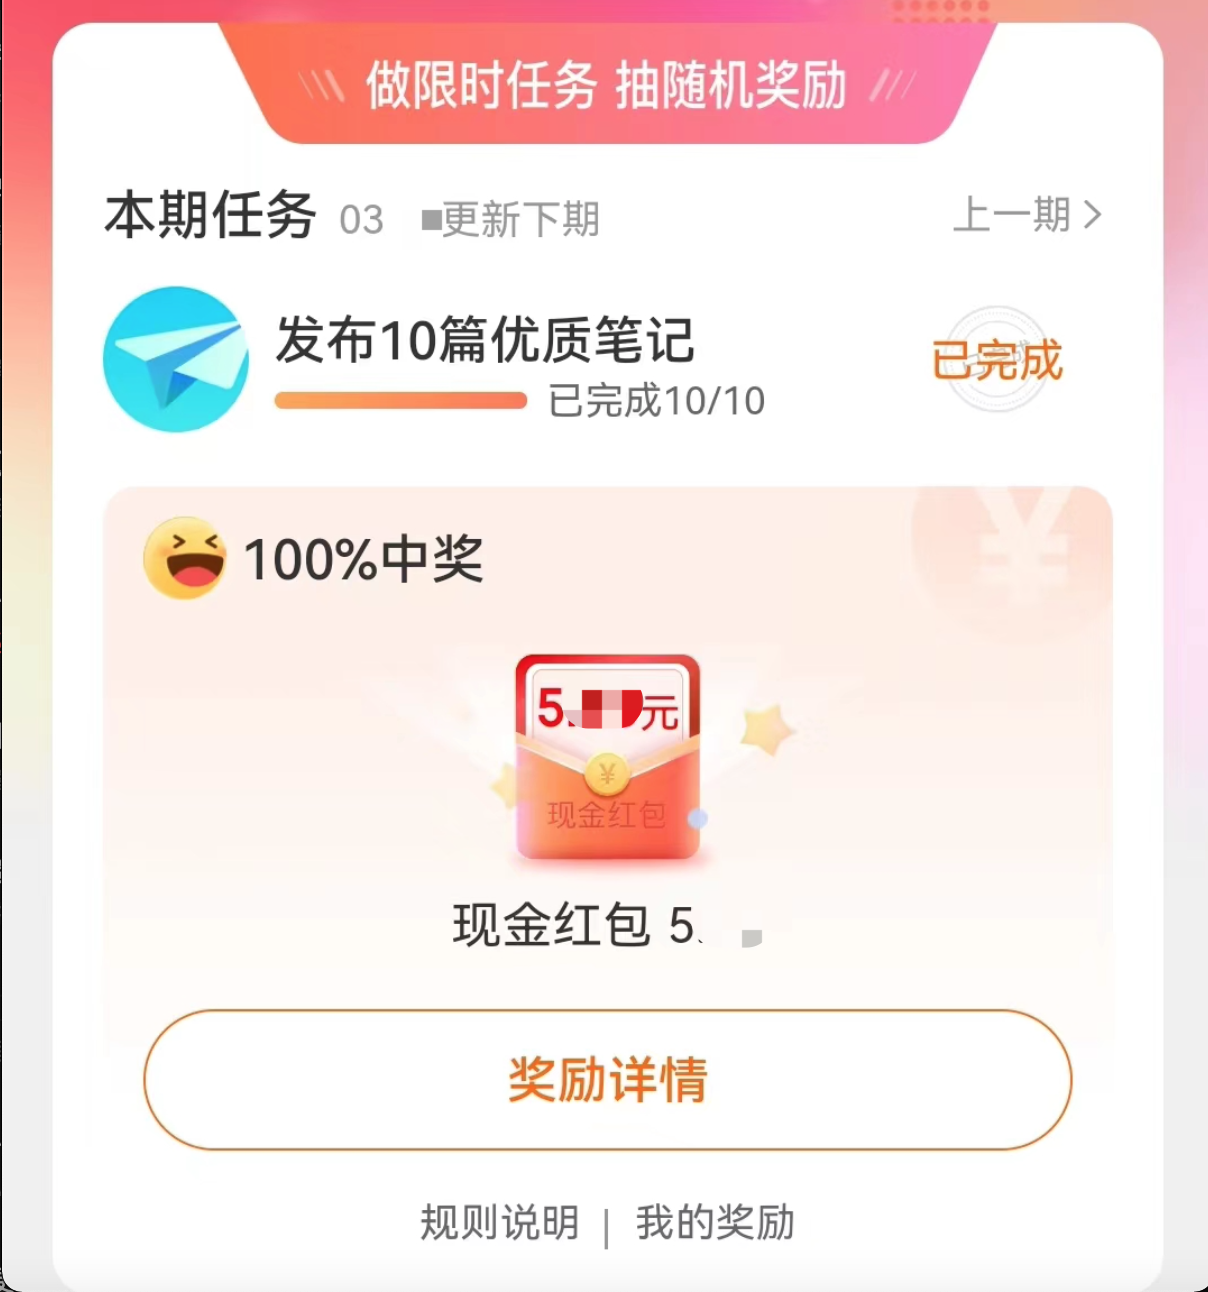 做限时任务 抽随机奖励
本期任务 03 更新下期
上一期
发布10篇优质笔记
已完成10/10
已完成
100%中奖
5. 元
¥
现金红包
现金红包 5.
奖励详情
规则说明 | 我的奖励